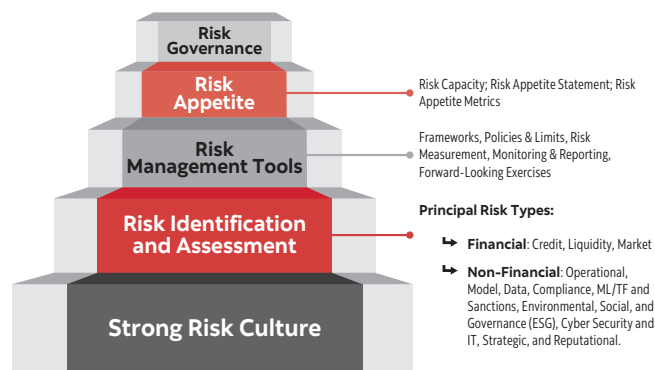 Risk
Governance
Risk
Appetite
Risk Capacity; Risk Appetite Statement; Risk
Appetite Metrics
Risk
Management Tools
Frameworks, Policies & Limits, Risk
Measurement, Monitoring & Reporting,
Forward-Looking Exercises
Risk Identification
and Assessment
Principal Risk Types:
Financial: Credit, Liquidity, Market
Non-Financial: Operational,
Model, Data, Compliance, ML/TF and
Sanctions, Environmental, Social, and
Governance (ESG), Cyber Security and
IT, Strategic, and Reputational.
Strong Risk Culture